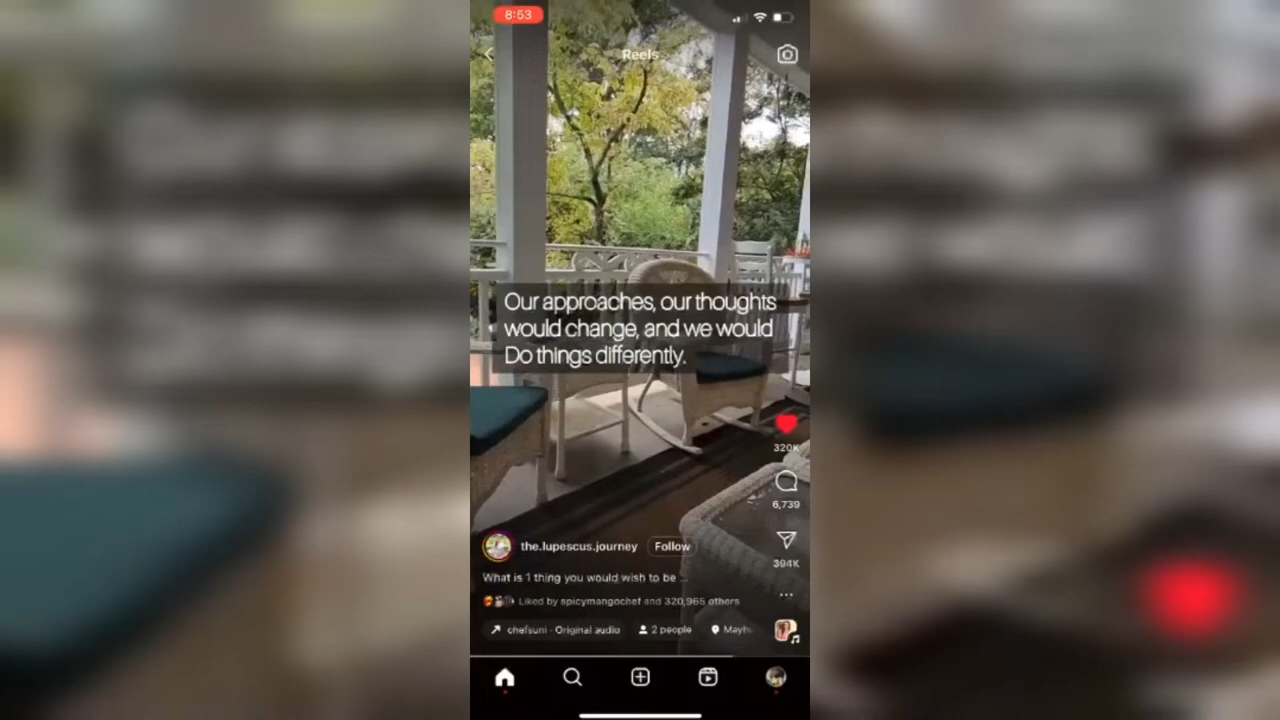 8:53
Reels
Our approaches, our thoughts
would change, and we would
Do things differently.
320K
6,739
394K
the.lupescus.journey Follow
What is 1 thing you would wish to be ...
Liked by spicymangochef and 320,965 others
chefsuni · Original audio 2 people